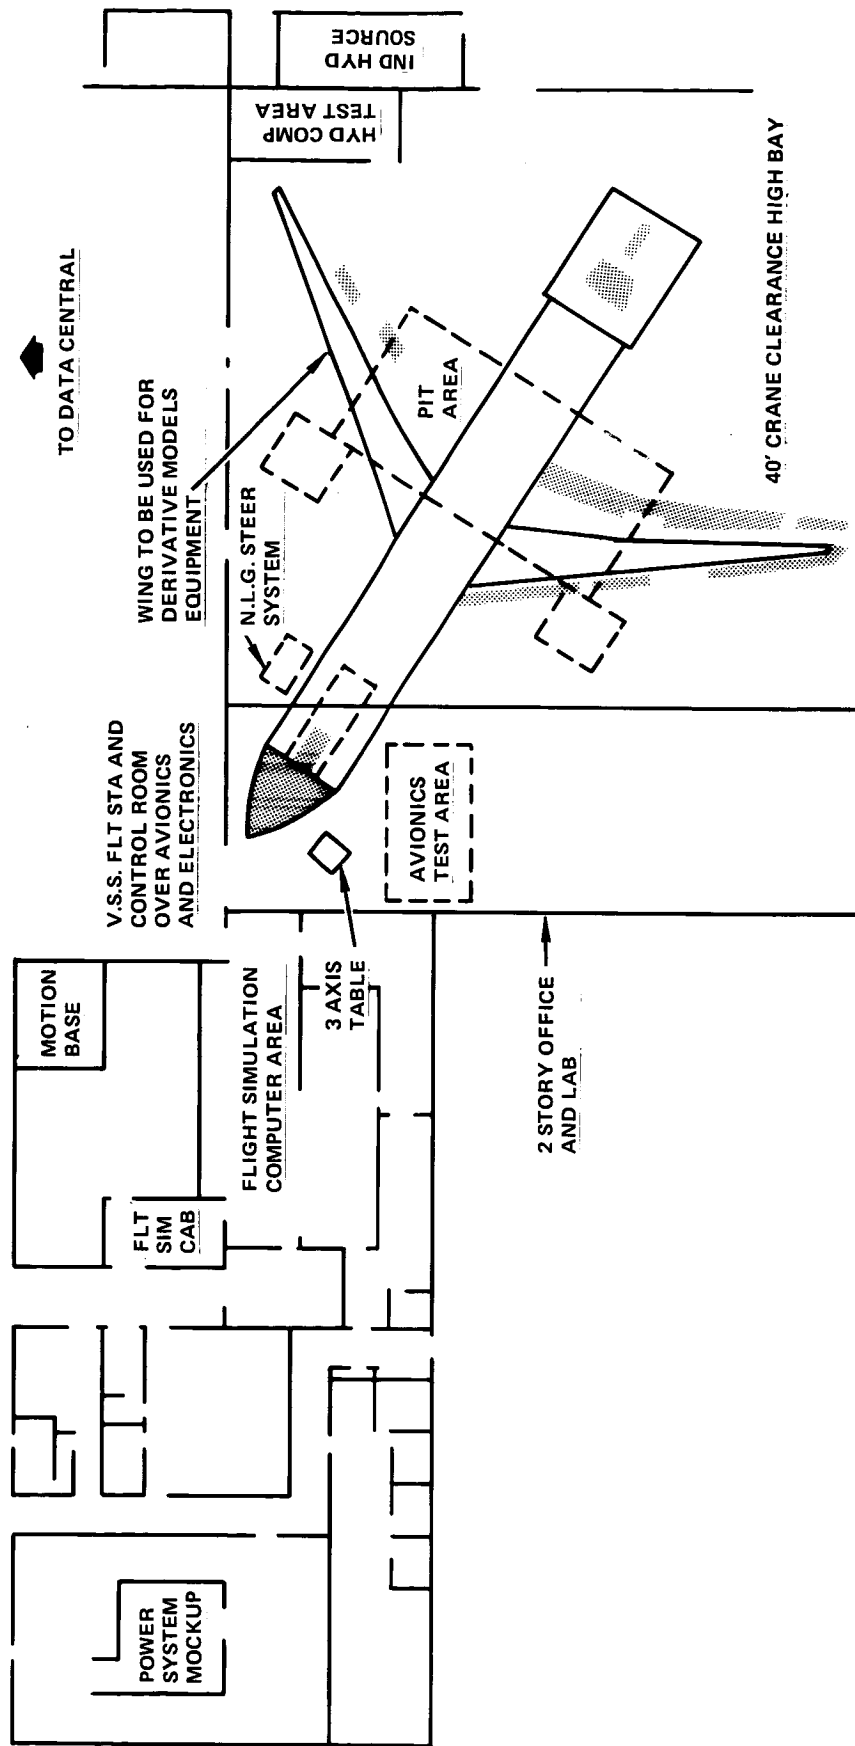 TO DATA CENTRAL
WING TO BE USED FOR
DERIVATIVE MODELS
EQUIPMENT
N.L.G. STEER
SYSTEM
V.S.S. FLT STA AND
CONTROL ROOM
OVER AVIONICS
AND ELECTRONICS
MOTION
BASE
FLT
SIM
CAB
FLIGHT SIMULATION
COMPUTER AREA
3 AXIS
TABLE
POWER
SYSTEM
MOCKUP
IND HYD
SOURCE
HYD COMP
TEST AREA
PIT
AREA
AVIONICS
TEST AREA
40' CRANE CLEARANCE HIGH BAY
2 STORY OFFICE
AND LAB